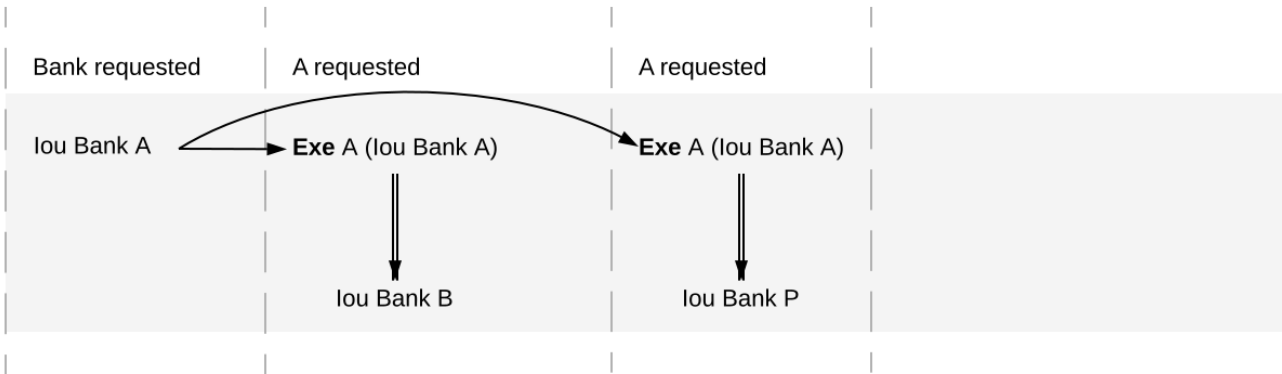 Bank requested
A requested
A requested
Iou Bank A
Exe A (Iou Bank A)
Exe A (Iou Bank A)
Iou Bank B
Iou Bank P